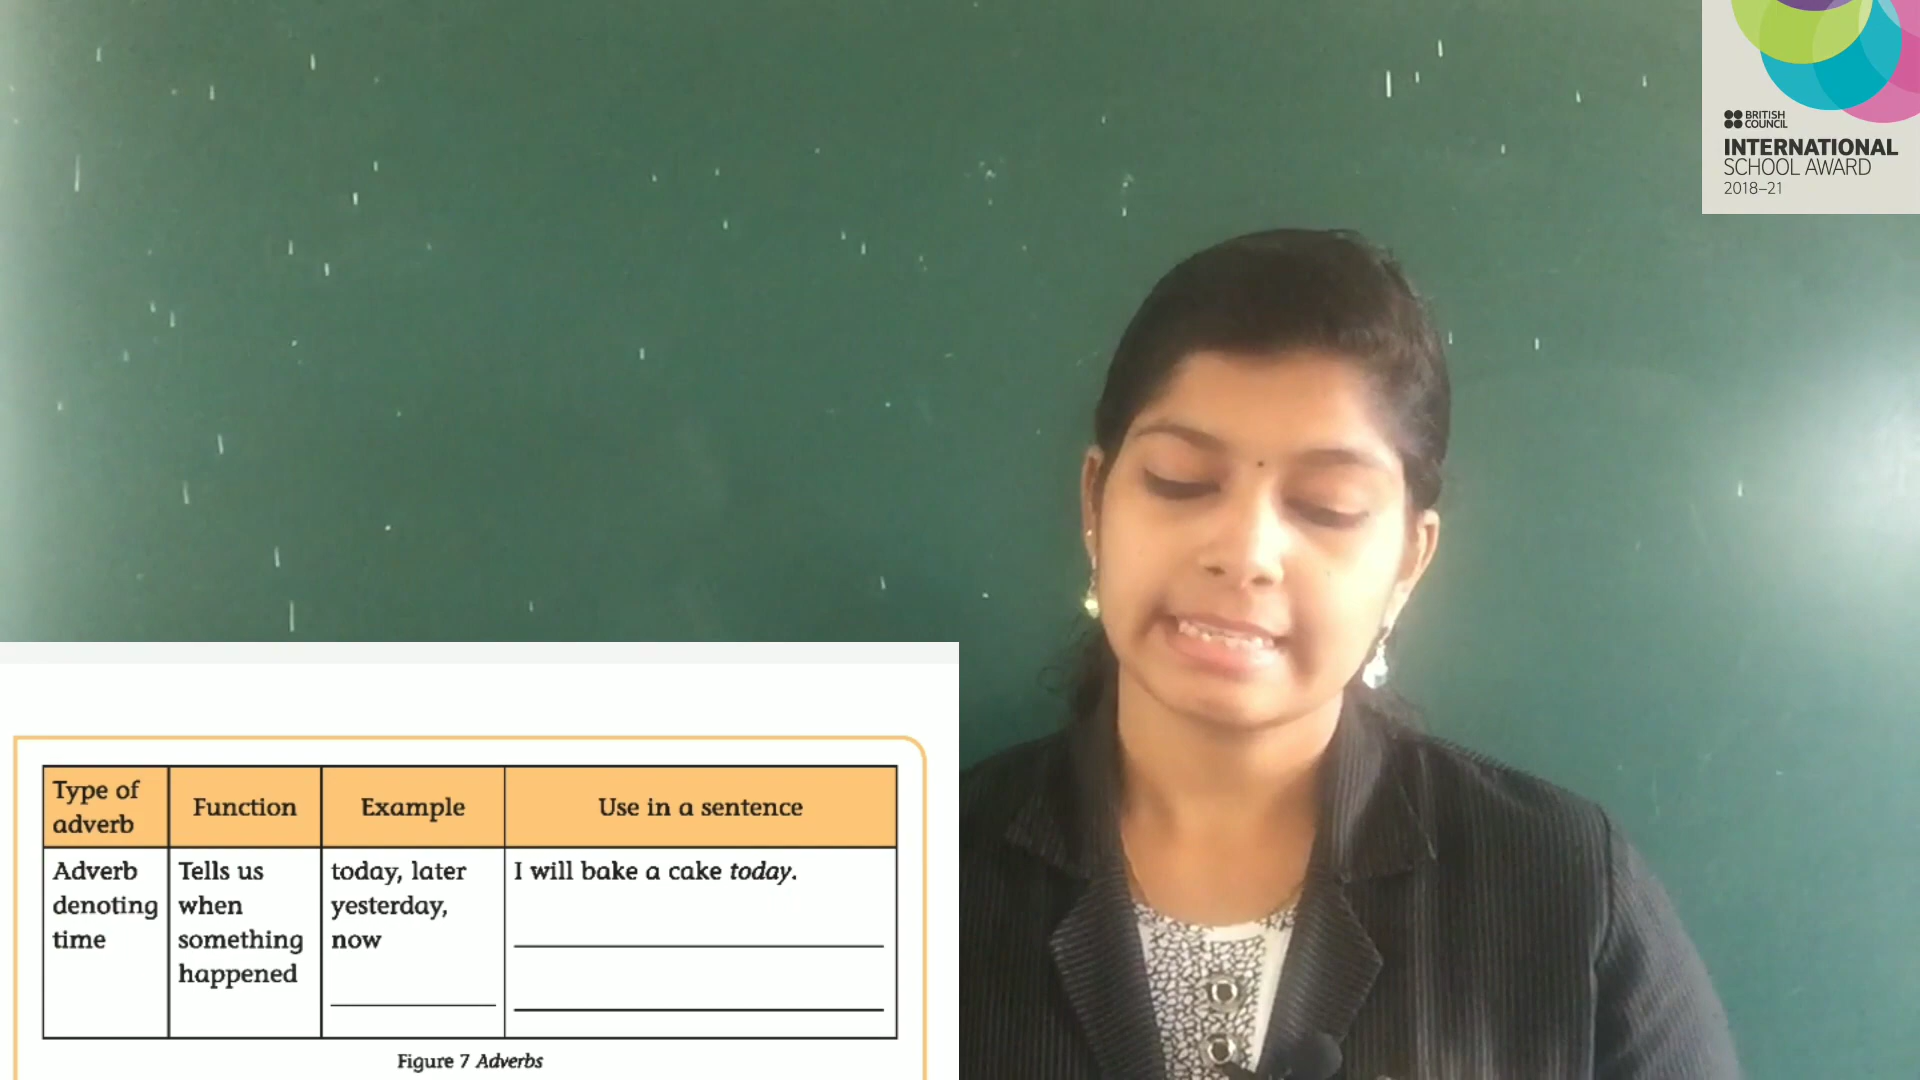 BRITISH
COUNCIL
INTERNATIONAL
SCHOOL AWARD
2018–21
Type of
adverb
Function
Example
Use in a sentence
Adverb
denoting
time
Tells us
when
something
happened
today, later
yesterday,
now
I will bake a cake today.
Figure 7 Adverbs